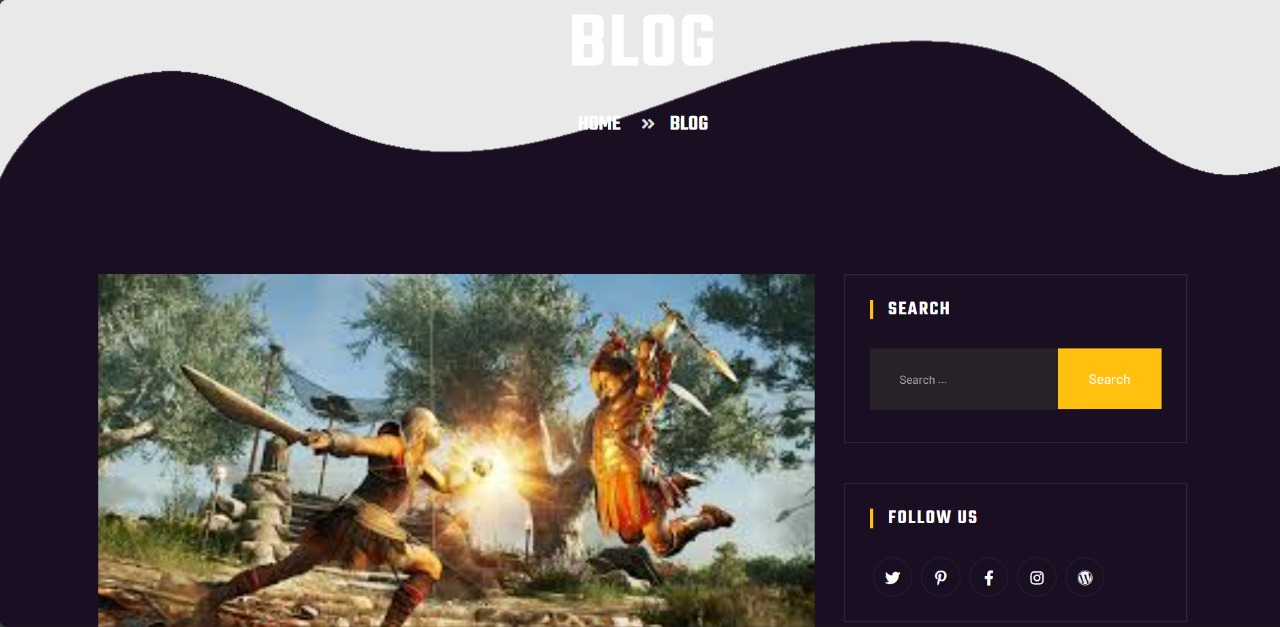 BLOG
HOME » BLOG
SEARCH
Search ...
Search
FOLLOW US